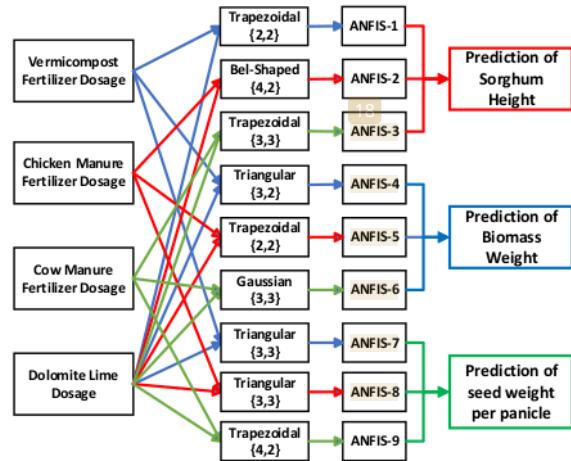 Vermicompost
Fertilizer Dosage
Chicken Manure
Fertilizer Dosage
Cow Manure
Fertilizer Dosage
Dolomite Lime
Dosage
Trapezoidal
{2,2}
Bel-Shaped
{4,2}
Trapezoidal
{3,3}
Triangular
{3,2}
Trapezoidal
{2,2}
Gaussian
{3,3}
Triangular
{3,3}
Triangular
{3,3}
Trapezoidal
{4,2}
ANFIS-1
ANFIS-2
18
ANFIS-3
ANFIS-4
ANFIS-5
ANFIS-6
ANFIS-7
ANFIS-8
ANFIS-9
Prediction of
Sorghum
Height
Prediction of
Biomass
Weight
Prediction of
seed weight
per panicle